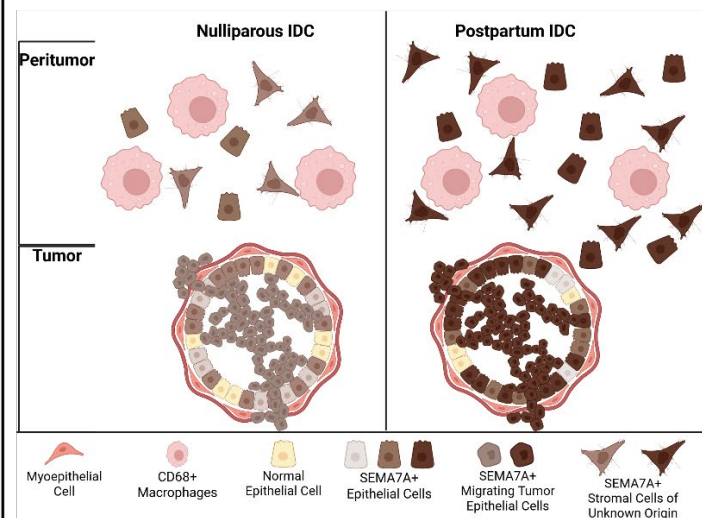 Nulliparous IDC
Postpartum IDC
Peritumor
Tumor
Myoepithelial
Cell
CD68+
Macrophages
Normal
Epithelial Cell
SEMA7A+
Epithelial Cells
SEMA7A+
Migrating Tumor
Epithelial Cells
SEMA7A+
Stromal Cells of
Unknown Origin